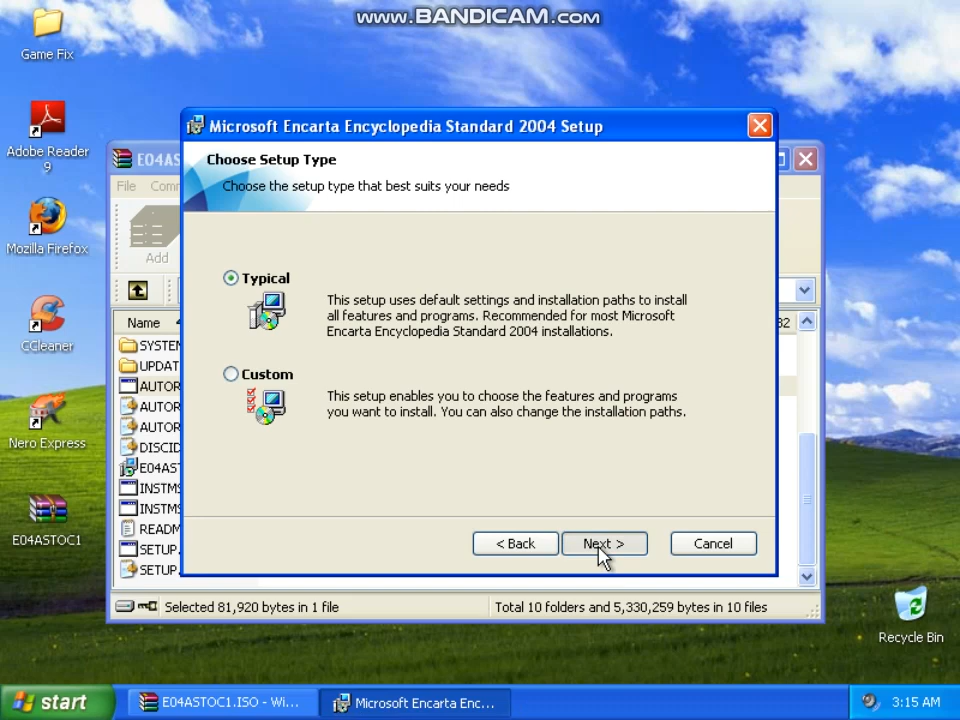 www.BANDICAM.com
Game Fix
Adobe Reader
9
Mozilla Firefox
CCleaner
Nero Express
E04ASTOC1
Microsoft Encarta Encyclopedia Standard 2004 Setup
Choose Setup Type
Choose the setup type that best suits your needs
Typical
This setup uses default settings and installation paths to install
all features and programs. Recommended for most Microsoft
Encarta Encyclopedia Standard 2004 installations.
Custom
This setup enables you to choose the features and programs
you want to install. You can also change the installation paths.
< Back
Next >
Cancel
E04AS
File
Comm
Add
Name
32
SYSTEM
UPDAT
AUTOR
AUTOR
AUTOR
DISCID
E04AST
INSTMS
INSTMS
README
SETUP.
SETUP.
Selected 81,920 bytes in 1 file
Total 10 folders and 5,330,259 bytes in 10 files
Recycle Bin
start
E04ASTOC1.ISO - Wi...
Microsoft Encarta Enc...
3:15 AM